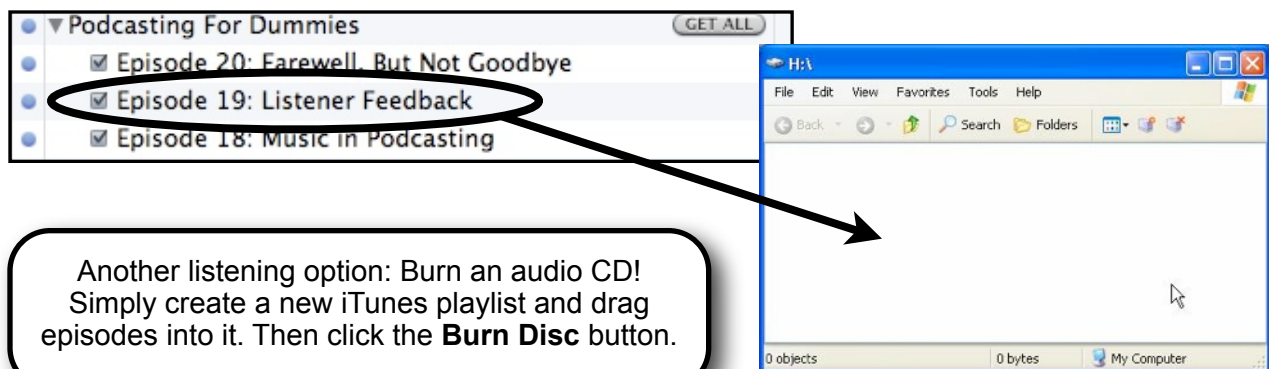 Podcasting For Dummies
GET ALL
Episode 20: Farewell, But Not Goodbye
Episode 19: Listener Feedback
Episode 18: Music in Podcasting
H:\
File Edit View Favorites Tools Help
Back Search Folders
0 objects 0 bytes My Computer
Another listening option: Burn an audio CD!
Simply create a new iTunes playlist and drag
episodes into it. Then click the Burn Disc button.